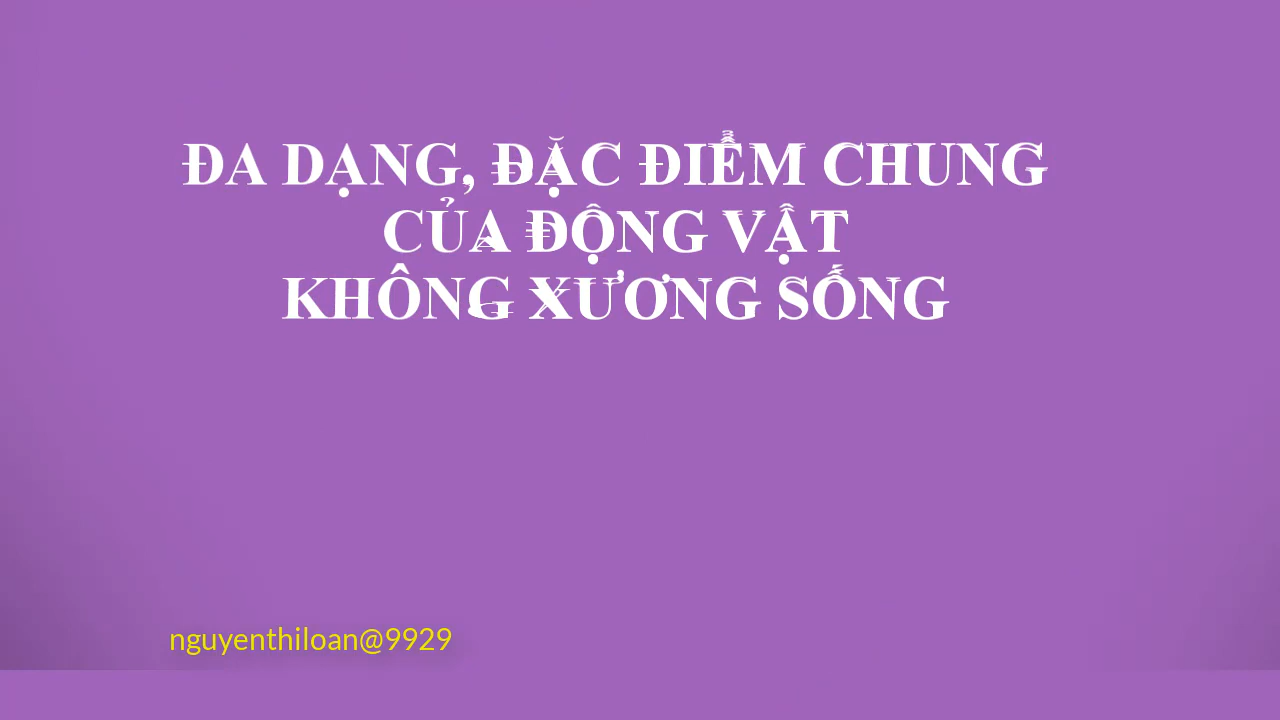 ĐA DẠNG, ĐẶC ĐIỂM CHUNG
CỦA ĐỘNG VẬT
KHÔNG XƯƠNG SỐNG
nguyenthiloan@9929